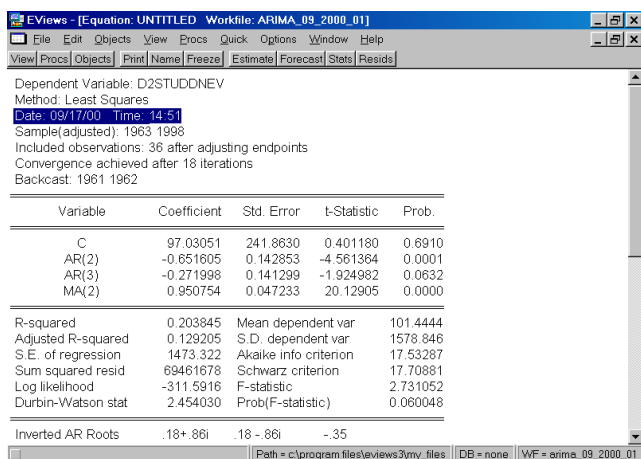 EViews - [Equation: UNTITLED Workfile: ARIMA_09_2000_01]
File Edit Objects View Procs Quick Options Window Help
View Procs Objects Print Name Freeze Estimate Forecast Stats Resids
Dependent Variable: D2STUDDNEV
Method: Least Squares
Date: 09/17/00 Time: 14:51
Sample(adjusted): 1963 1998
Included observations: 36 after adjusting endpoints
Convergence achieved after 18 iterations
Backcast: 1961 1962
Variable Coefficient Std. Error t-Statistic Prob.
C 97.03051 241.8630 0.401180 0.6910
AR(2) -0.651605 0.142853 -4.561364 0.0001
AR(3) -0.271998 0.141299 -1.924982 0.0632
MA(2) 0.950754 0.047233 20.12905 0.0000
R-squared 0.203845 Mean dependent var 101.4444
Adjusted R-squared 0.129205 S.D. dependent var 1578.846
S.E. of regression 1473.322 Akaike info criterion 17.53287
Sum squared resid 69461678 Schwarz criterion 17.70881
Log likelihood -311.5916 F-statistic 2.731052
Durbin-Watson stat 2.454030 Prob(F-statistic) 0.060048
Inverted AR Roots .18+.86i .18 -.86i -.35
Path = c:\program files\eviews3\my_files DB = none WF = arima_09_2000_01